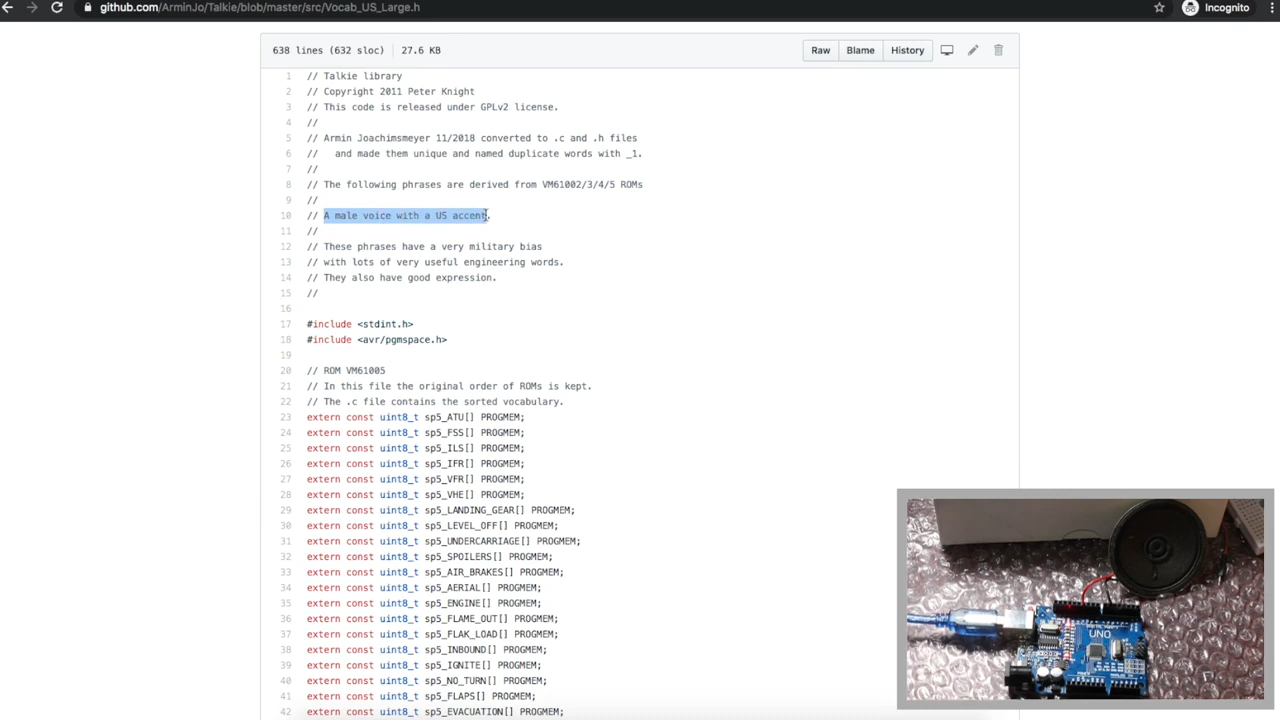 github.com/ArminJo/Talkie/blob/master/src/Vocab_US_Large.h
Incognito
638 lines (632 sloc) 27.6 KB
Raw Blame History
1 // Talkie library
2 // Copyright 2011 Peter Knight
3 // This code is released under GPLv2 license.
4 //
5 // Armin Joachimsmeyer 11/2018 converted to .c and .h files
6 // and made them unique and named duplicate words with _1.
7 //
8 // The following phrases are derived from VM61002/3/4/5 ROMs
9 //
10 // A male voice with a US accent.
11 //
12 // These phrases have a very military bias
13 // with lots of very useful engineering words.
14 // They also have good expression.
15 //
16
17 #include <stdint.h>
18 #include <avr/pgmspace.h>
19
20 // ROM VM61005
21 // In this file the original order of ROMs is kept.
22 // The .c file contains the sorted vocabulary.
23 extern const uint8_t sp5_ATU[] PROGMEM;
24 extern const uint8_t sp5_FSS[] PROGMEM;
25 extern const uint8_t sp5_ILS[] PROGMEM;
26 extern const uint8_t sp5_IFR[] PROGMEM;
27 extern const uint8_t sp5_VFR[] PROGMEM;
28 extern const uint8_t sp5_VHE[] PROGMEM;
29 extern const uint8_t sp5_LANDING_GEAR[] PROGMEM;
30 extern const uint8_t sp5_LEVEL_OFF[] PROGMEM;
31 extern const uint8_t sp5_UNDERCARRIAGE[] PROGMEM;
32 extern const uint8_t sp5_SPOILERS[] PROGMEM;
33 extern const uint8_t sp5_AIR_BRAKES[] PROGMEM;
34 extern const uint8_t sp5_AERIAL[] PROGMEM;
35 extern const uint8_t sp5_ENGINE[] PROGMEM;
36 extern const uint8_t sp5_FLAME_OUT[] PROGMEM;
37 extern const uint8_t sp5_FLAK_LOAD[] PROGMEM;
38 extern const uint8_t sp5_INBOUND[] PROGMEM;
39 extern const uint8_t sp5_IGNITE[] PROGMEM;
40 extern const uint8_t sp5_NO_TURN[] PROGMEM;
41 extern const uint8_t sp5_FLAPS[] PROGMEM;
42 extern const uint8_t sp5_EVACUATION[] PROGMEM;
UNO